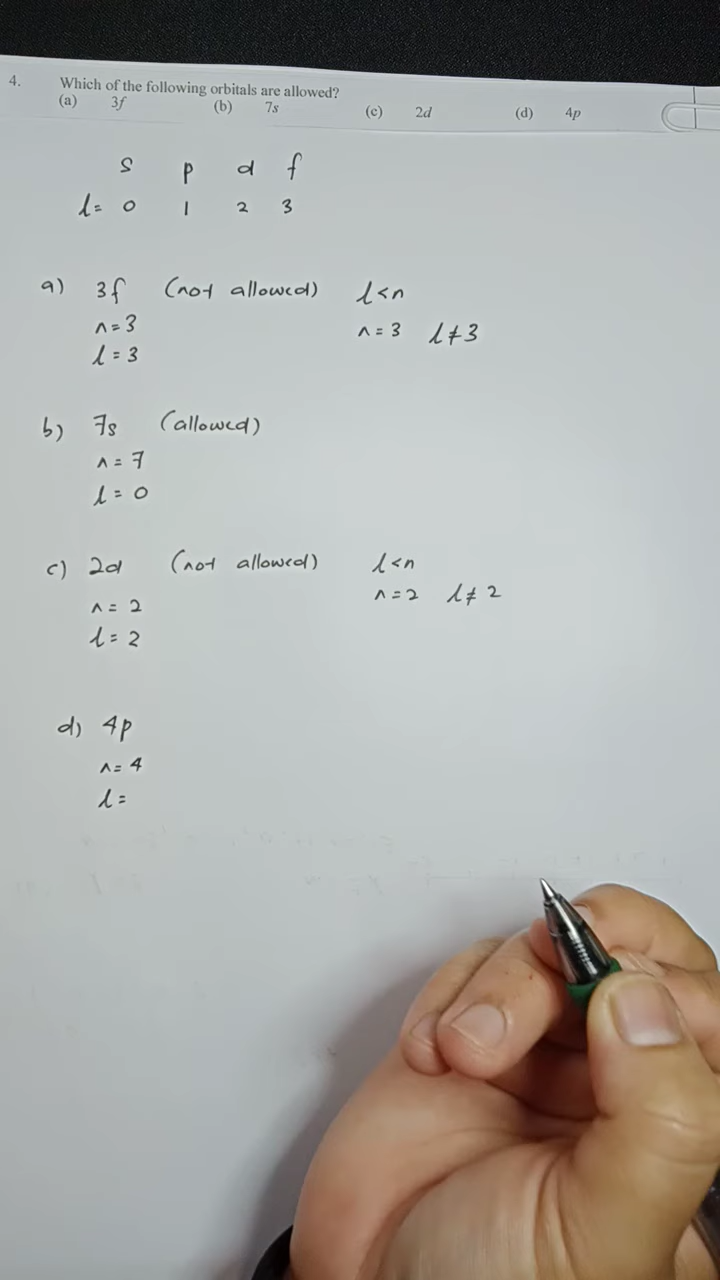 4. Which of the following orbitals are allowed?
(a) 3f (b) 7s (c) 2d (d) 4p
s p d f
l= 0 1 2 3
a) 3f (not allowed) l<n
n=3 n=3 l≠3
l=3
b) 7s (allowed)
n=7
l=0
c) 2d (not allowed) l<n
n=2 n=2 l≠2
l=2
d) 4p
n=4
l=